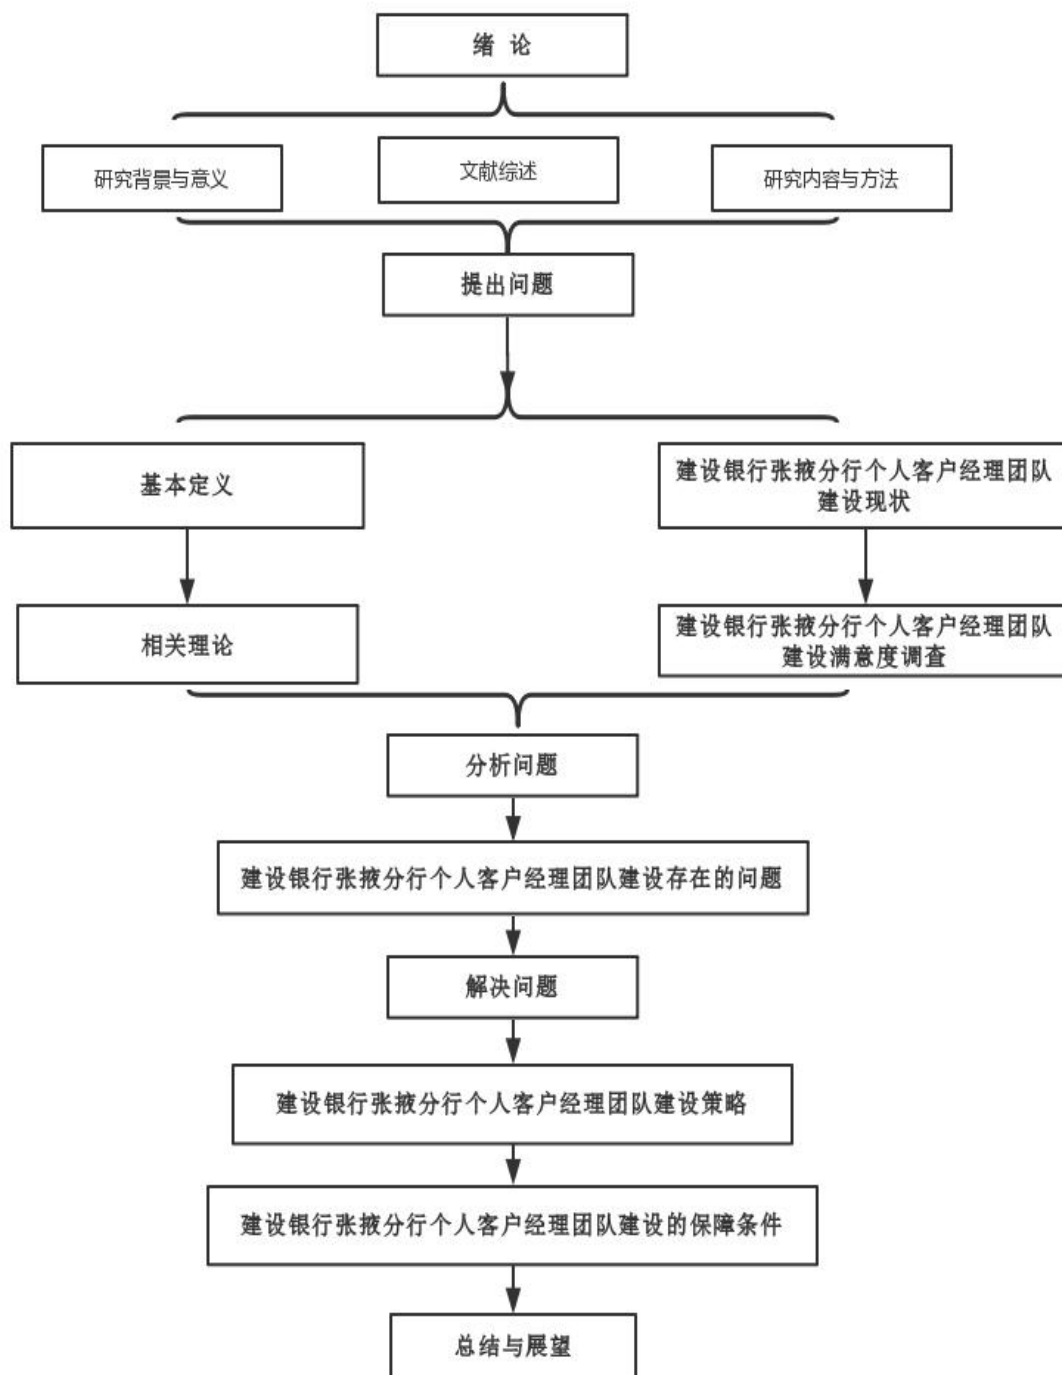 绪 论
研究背景与意义
文献综述
研究内容与方法
提出问题
基本定义
建设银行张掖分行个人客户经理团队
建设现状
相关理论
建设银行张掖分行个人客户经理团队
建设满意度调查
分析问题
建设银行张掖分行个人客户经理团队建设存在的问题
解决问题
建设银行张掖分行个人客户经理团队建设策略
建设银行张掖分行个人客户经理团队建设的保障条件
总结与展望